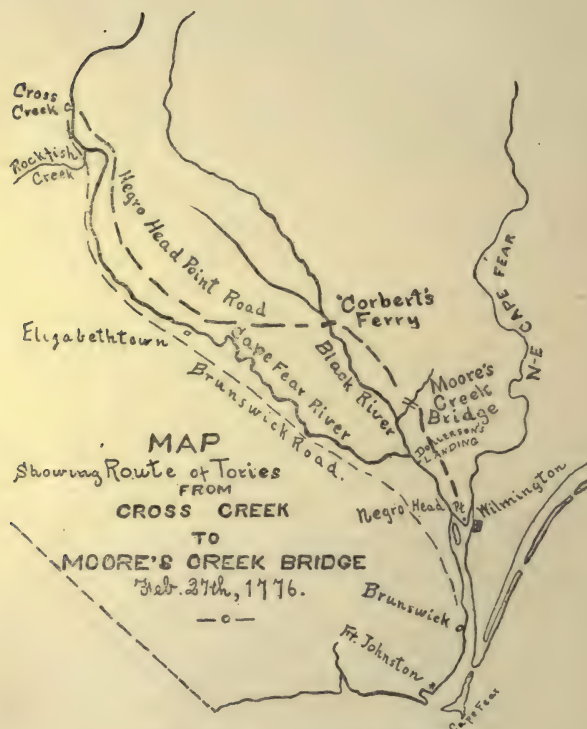 Cross
Creek
Rockfish
Creek
Negro Head Point Road
Corbert's
Ferry
N-E CAPE FEAR
Elizabethtown
Cape Fear River
Black River
Moore's
Creek
Bridge
Brunswick Road.
DOLLERSON'S
LANDING
MAP
Showing Route of Tories
FROM
CROSS CREEK
TO
MOORE'S CREEK BRIDGE
Feb. 27th, 1776.
Negro Head Pt
Wilmington
Brunswick
Ft. Johnston
Cape Fear